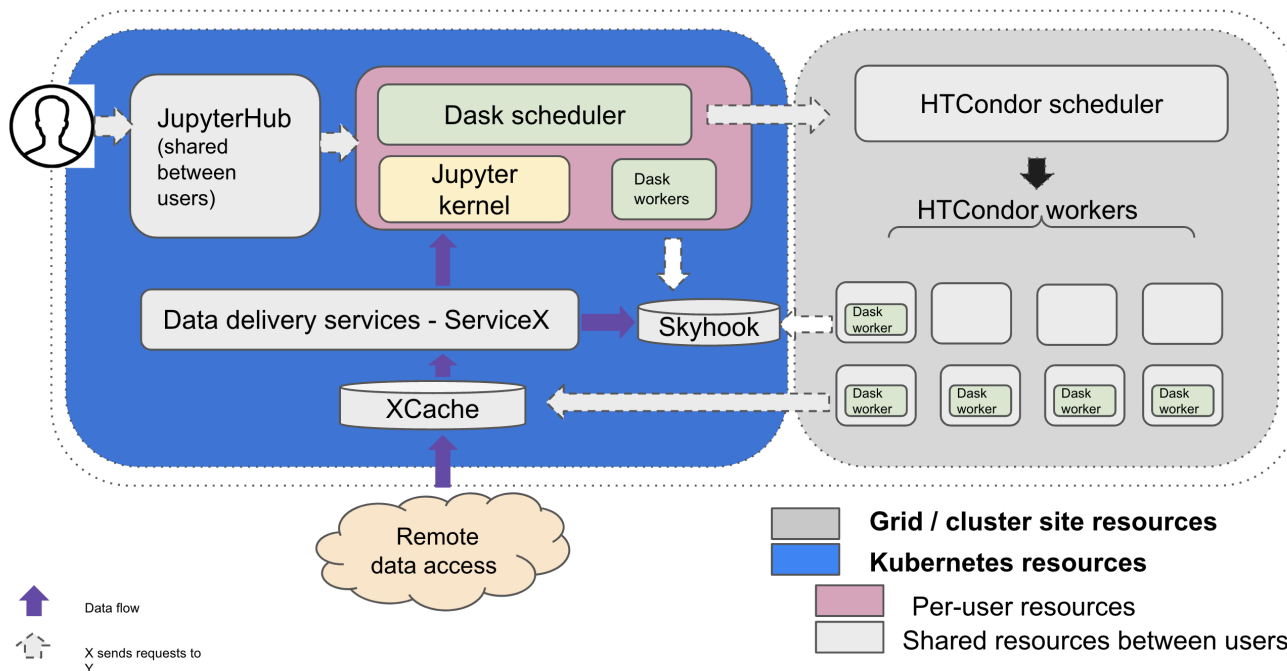 JupyterHub
(shared
between
users)
Dask scheduler
Jupyter
kernel
Dask
workers
HTCondor scheduler
HTCondor workers
Data delivery services - ServiceX
Skyhook
XCache
Dask
worker
Dask
worker
Dask
worker
Dask
worker
Dask
worker
Remote
data access
Grid / cluster site resources
Kubernetes resources
Per-user resources
Shared resources between users
Data flow
X sends requests to
Y